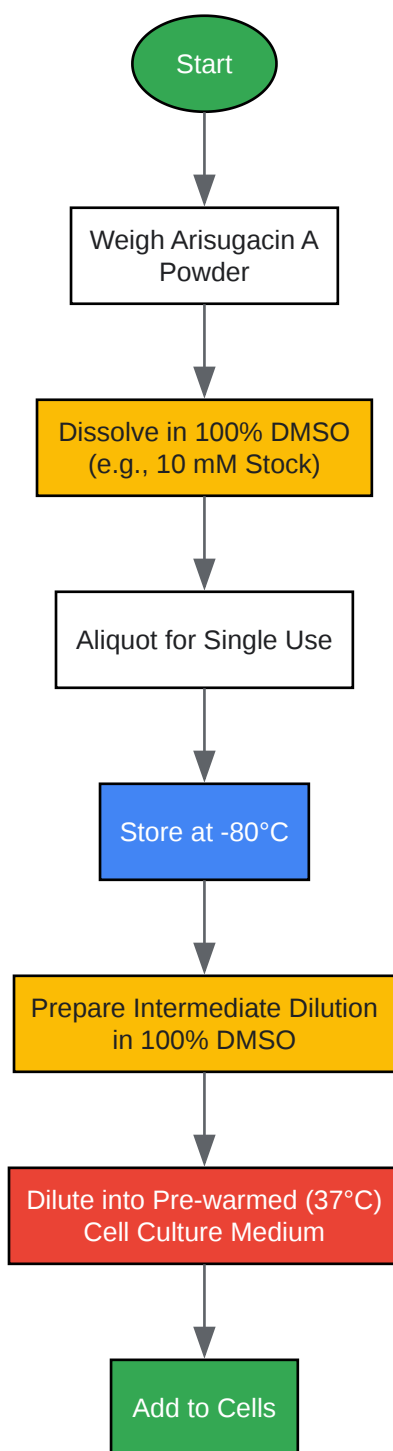 Start
Weigh Arisugacin A
Powder
Dissolve in 100% DMSO
(e.g., 10 mM Stock)
Aliquot for Single Use
Store at -80°C
Prepare Intermediate Dilution
in 100% DMSO
Dilute into Pre-warmed (37°C)
Cell Culture Medium
Add to Cells